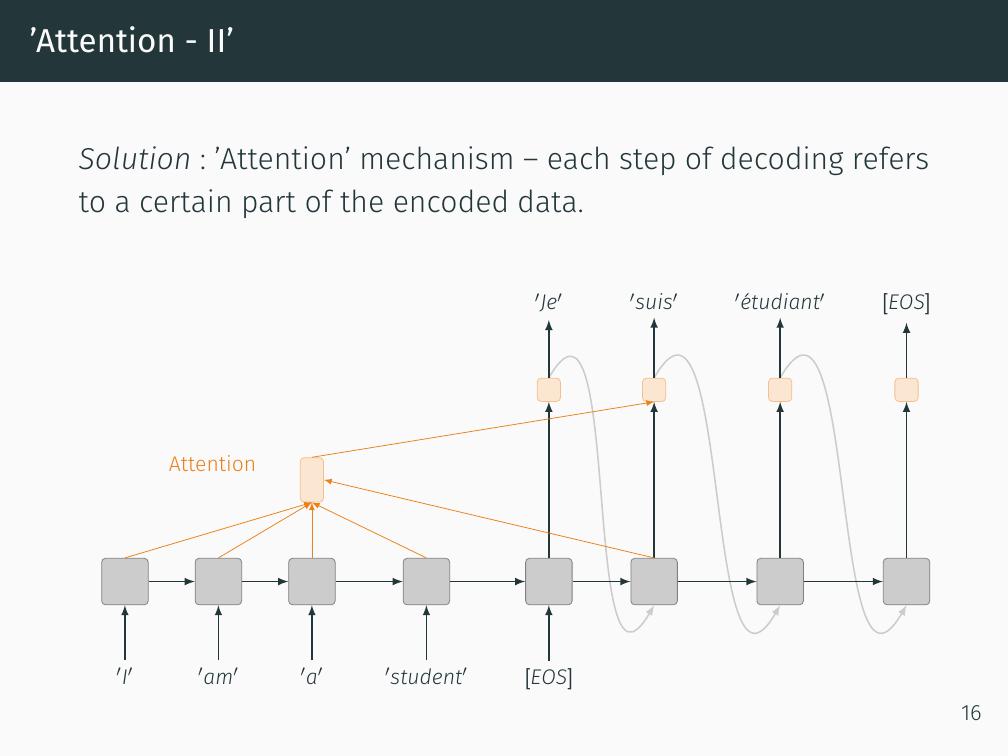 ’Attention - II’
Solution : ’Attention’ mechanism – each step of decoding refers
to a certain part of the encoded data.
′Je′ ′suis′ ′étudiant′ [EOS]
Attention
′I′ ′am′ ′a′ ′student′ [EOS]
16